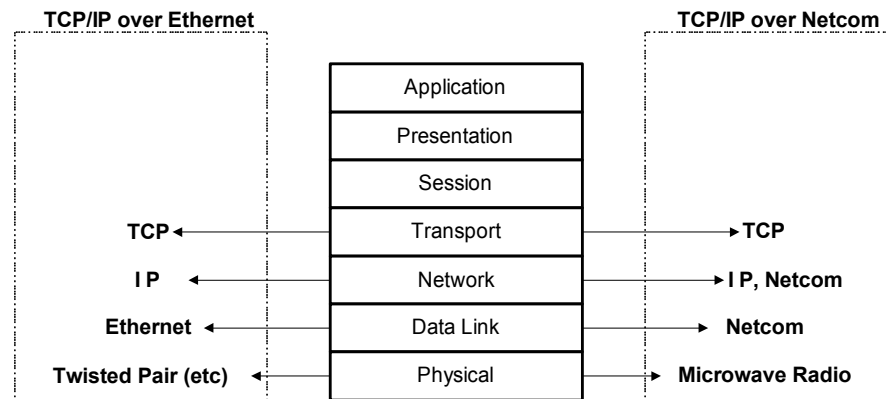 TCP/IP over Ethernet
TCP/IP over Netcom
Application
Presentation
Session
TCP
Transport
TCP
I P
Network
I P, Netcom
Ethernet
Data Link
Netcom
Twisted Pair (etc)
Physical
Microwave Radio